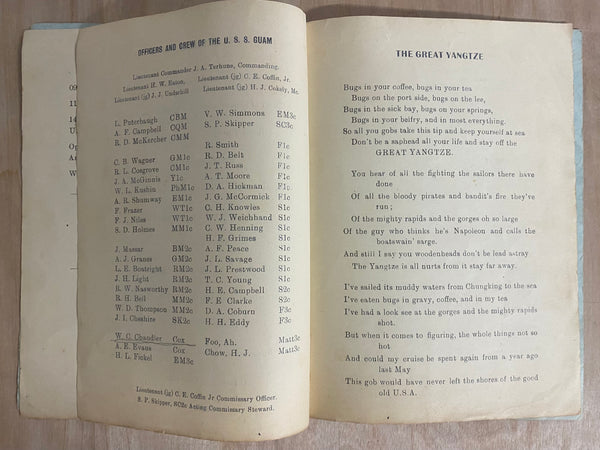 09
11
14
U.
Op
Ar
W
OFFICERS AND CREW OF THE U. S. S. GUAM
Lieutenant Commander J. A. Terhune, Commanding.
Lieutenant H. W. Eaton, Lieutenant (jg) C. E. Coffin, Jr.
Lieutenant (jg) J. J. Underkill Lieutenant (jg) H. J. Cokely, Mc.
L. Puterbaugh CBM
A. F. Campbell CQM
R. D. McKercher CMM
C. B. Wagner GM1c
R. L. Cosgrove CM1c
J. A. McGinnis Y1c
W. L. Kushin PhM1c
A. R. Shumway EM1c
F. Frazer WT1c
F. J. Niles WT1c
S. D. Holmes MM1c
J. Massar BM2c
A. J. Granes GM2c
L. E. Boatright RM2c
J. H. Light RM2c
R. W. Nasworthy RM2c
R. H. Bell MM2c
W. D. Thompson MM2c
J. I. Cheshire SK2c
W. C. Chandler Cox
A. E. Evans Cox
H. L. Fickel EM3c
V. W. Simmons EM3c
S. P. Skipper SC3c
R. Smith F1c
R. D. Belt F1c
J. T. Russ F1c
A. T. Moore F1c
D. A. Hickman F1c
J. G. McCormick F1c
C. H. Knowles S1c
W. J. Weichband S1c
C. W. Henning S1c
H. F. Grimes S1c
A. F. Peace S1c
J. L. Savage S1c
J. L. Prestwood S1c
T. C. Young S1c
H. E. Campbell S2c
F. E. Clarke S2c
D. A. Coburn F3c
H. H. Eddy F3c
Foo, Ah. Matt3c
Chow, H. J. Matt3c
Lieutenant (jg) C. E. Coffin Jr Commissary Officer.
S. P. Skipper, SC3c Acting Commissary Steward.
THE GREAT YANGTZE
Bugs in your coffee, bugs in your tea
Bugs on the port side, bugs on the lee,
Bugs in the sick bay, bugs on your springs,
Bugs in your belfry, and in most everything.
So all you gobs take this tip and keep yourself at sea
Don't be a saphead all your life and stay off the
GREAT YANGTZE.
You hear of all the fighting the sailors there have
done
Of all the bloody pirates and bandit's fire they've
run;
Of the mighty rapids and the gorges oh so large
Of the guy who thinks he's Napoleon and calls the
boatswain' sarge.
And still I say you woodenheads don't be lead astray
The Yangtze is all nurts from it stay far away.
I've sailed its muddy waters from Chungking to the sea
I've eaten bugs in gravy, coffee, and in my tea
I've had a look see at the gorges and the mighty rapids
shot.
But when it comes to figuring, the whole things not so
hot
And could my cruise be spent again from a year ago
last May
This gob would have never left the shores of the good
old U.S.A.